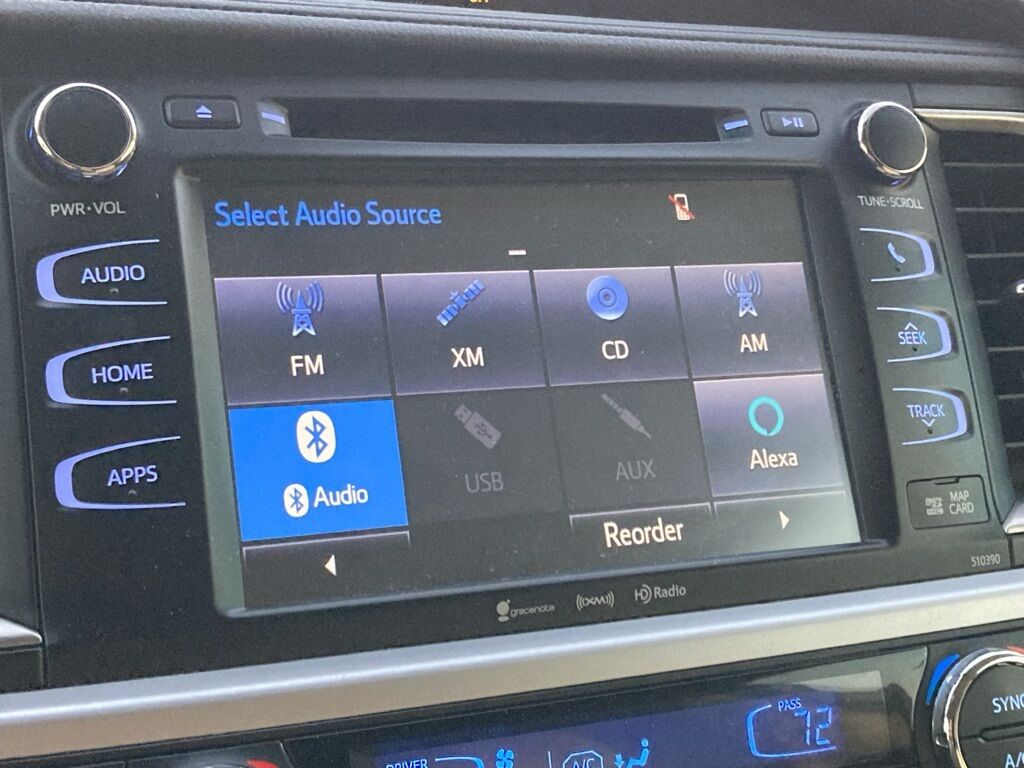 PWR•VOL
AUDIO
HOME
APPS
Select Audio Source
FM
XM
CD
AM
Audio
USB
AUX
Alexa
Reorder
TUNE•SCROLL
SEEK
TRACK
MAP
CARD
510390
gracenote
((XM))
HD Radio
DRIVER
A/C
PASS
72
SYNC
A/C